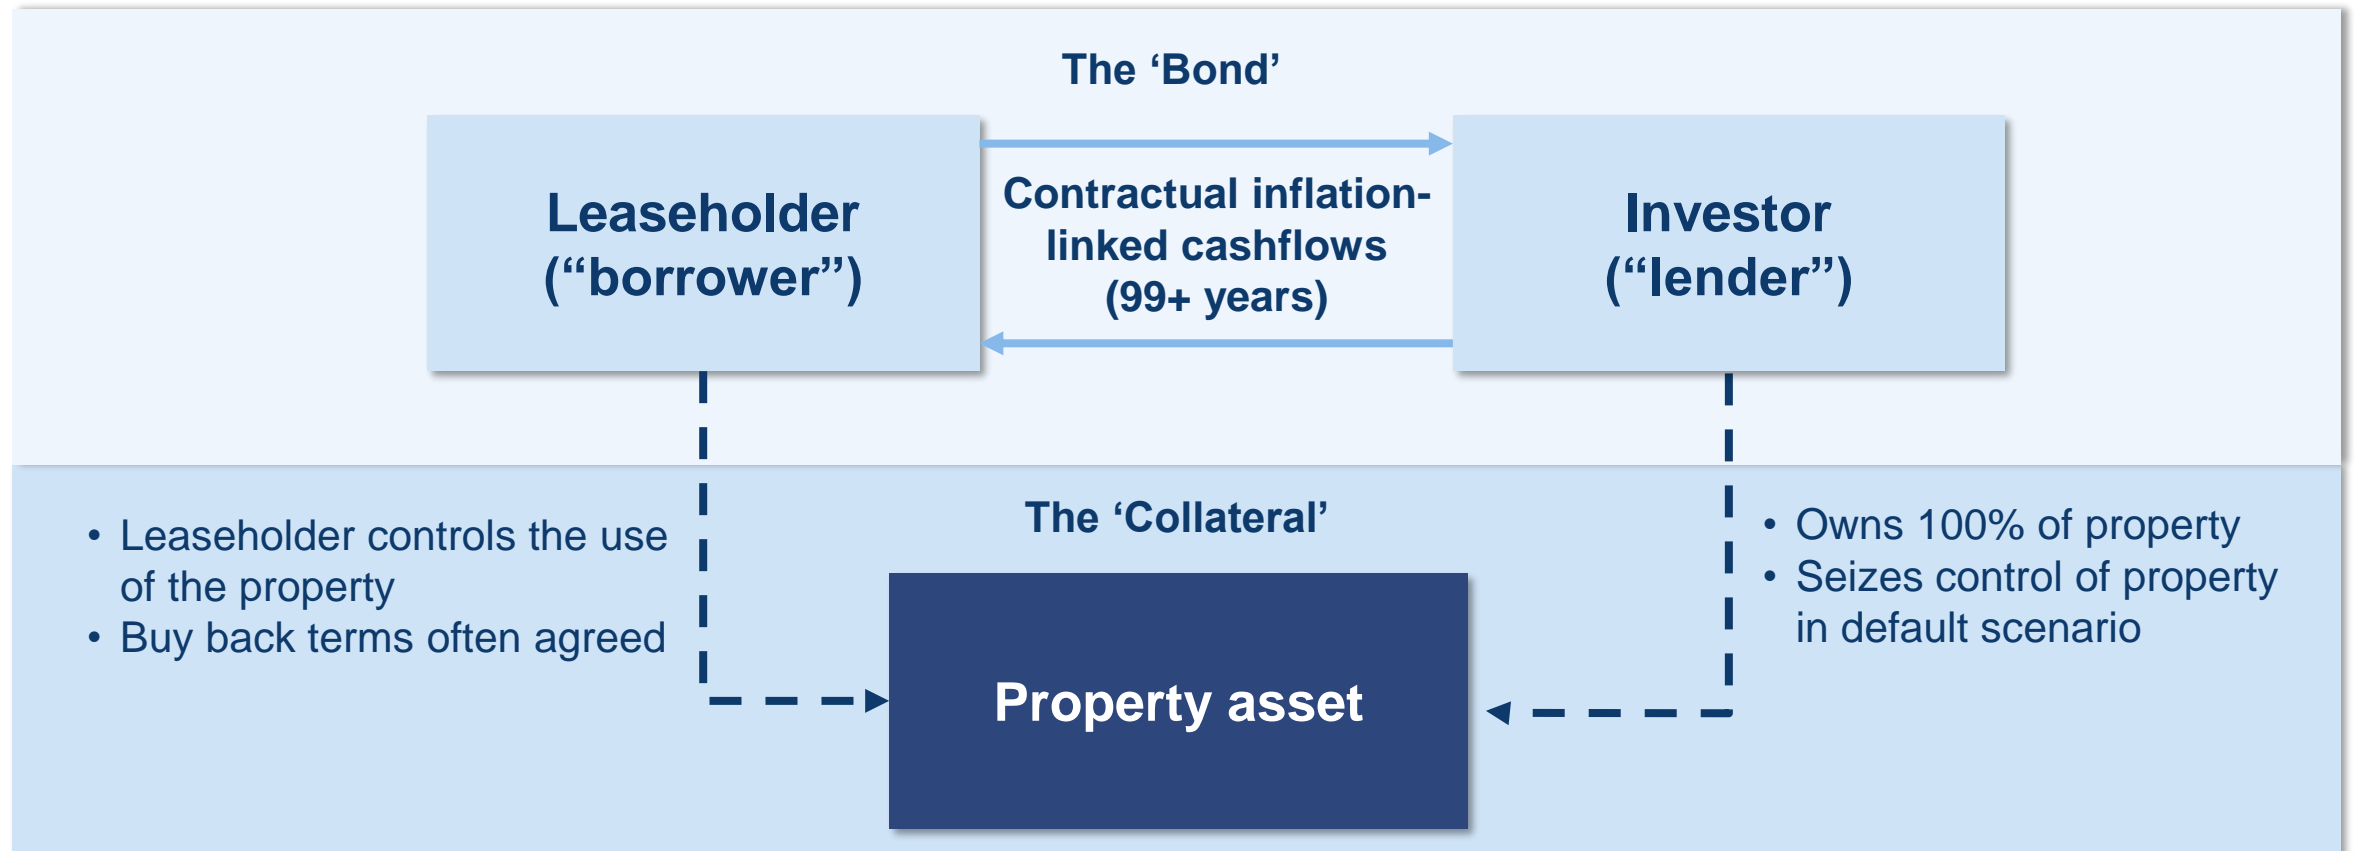 The ‘Bond’
Leaseholder
(“borrower”)
Contractual inflation-
linked cashflows
(99+ years)
Investor
(“lender”)
The ‘Collateral’
• Leaseholder controls the use
of the property
• Buy back terms often agreed
Property asset
• Owns 100% of property
• Seizes control of property
in default scenario